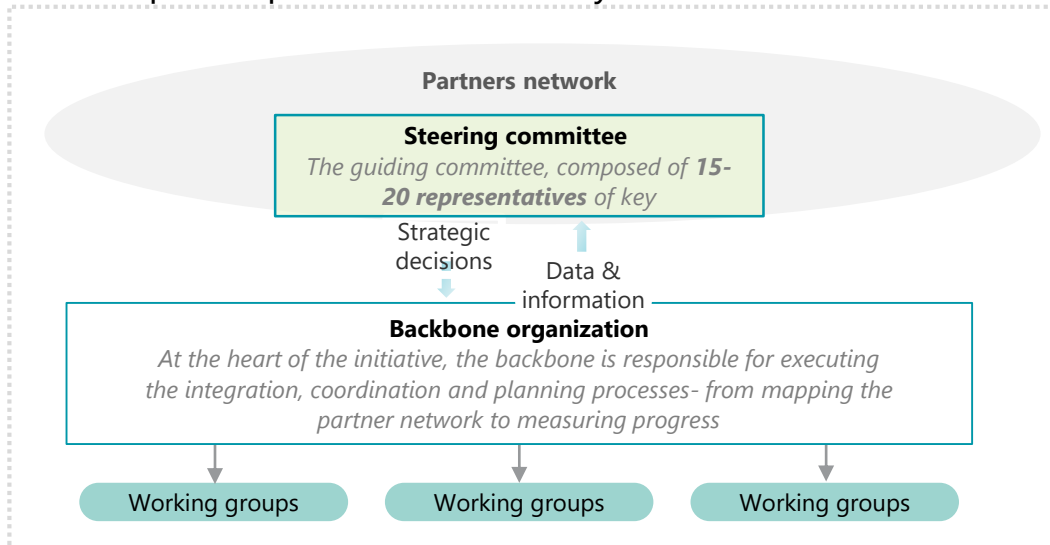 Partners network
Steering committee
The guiding committee, composed of 15-
20 representatives of key
Strategic
decisions
Data &
information
Backbone organization
At the heart of the initiative, the backbone is responsible for executing
the integration, coordination and planning processes- from mapping the
partner network to measuring progress
Working groups
Working groups
Working groups